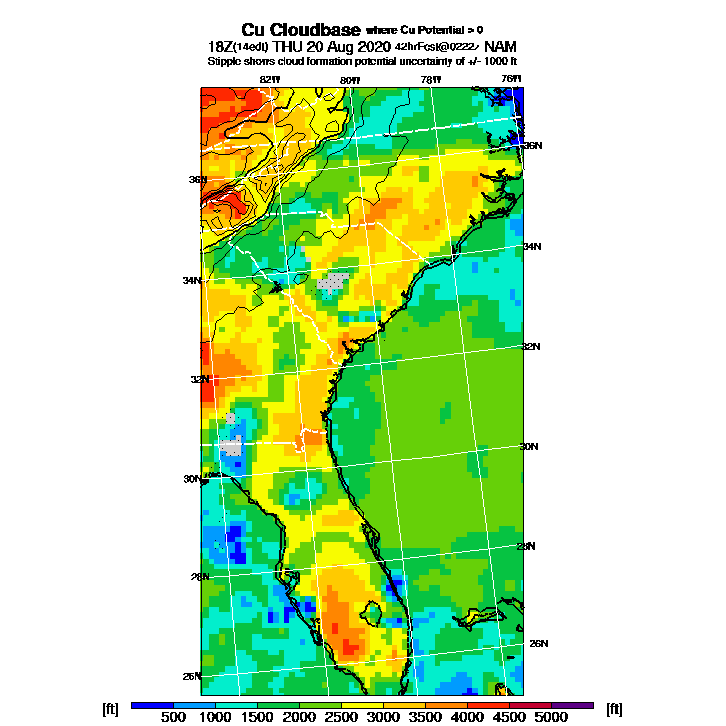 Cu Cloudbase where Cu Potential > 0
18Z(14edt) THU 20 Aug 2020 42hrFcst@0222z NAM
Stipple shows cloud formation potential uncertainty of +/- 1000 ft
82W 80W 78W 76W
36N
36N
34N
34N
32N
32N
30N
30N
28N
28N
26N
26N
[ft] 500 1000 1500 2000 2500 3000 3500 4000 4500 5000 [ft]